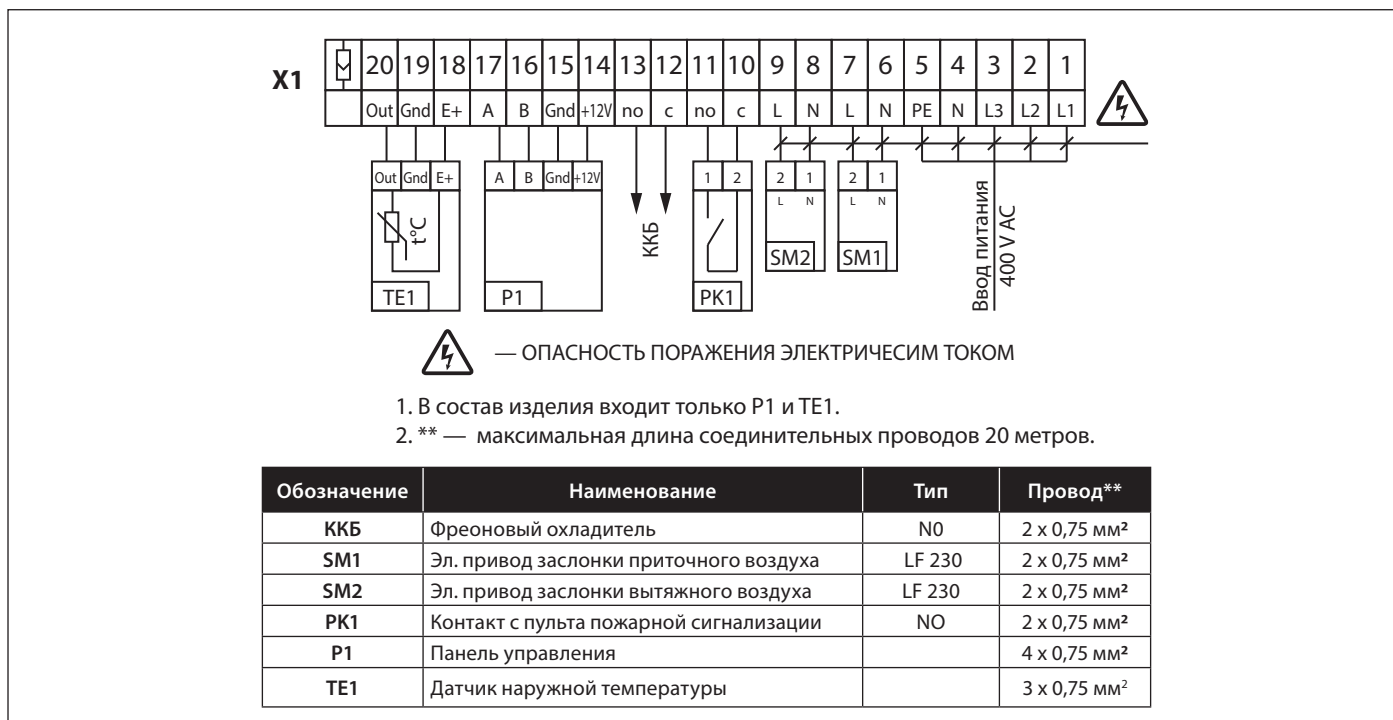 X1
20 19 18 17 16 15 14 13 12 11 10 9 8 7 6 5 4 3 2 1
Out Gnd E+ A B Gnd +12V no c no c L N L N PE N L3 L2 L1
Out Gnd E+ A B Gnd +12V 1 2 2 1 2 1
L N L N
t°C
ККБ
SM2 SM1
Ввод питания
400 V AC
TE1 P1 PK1
— ОПАСНОСТЬ ПОРАЖЕНИЯ ЭЛЕКТРИЧЕСИМ ТОКОМ
1. В состав изделия входит только P1 и TE1.
2. ** — максимальная длина соединительных проводов 20 метров.
Обозначение Наименование Тип Провод**
ККБ Фреоновый охладитель N0 2 x 0,75 мм²
SM1 Эл. привод заслонки приточного воздуха LF 230 2 x 0,75 мм²
SM2 Эл. привод заслонки вытяжного воздуха LF 230 2 x 0,75 мм²
PK1 Контакт с пульта пожарной сигнализации NO 2 x 0,75 мм²
P1 Панель управления 4 x 0,75 мм²
TE1 Датчик наружной температуры 3 x 0,75 мм²